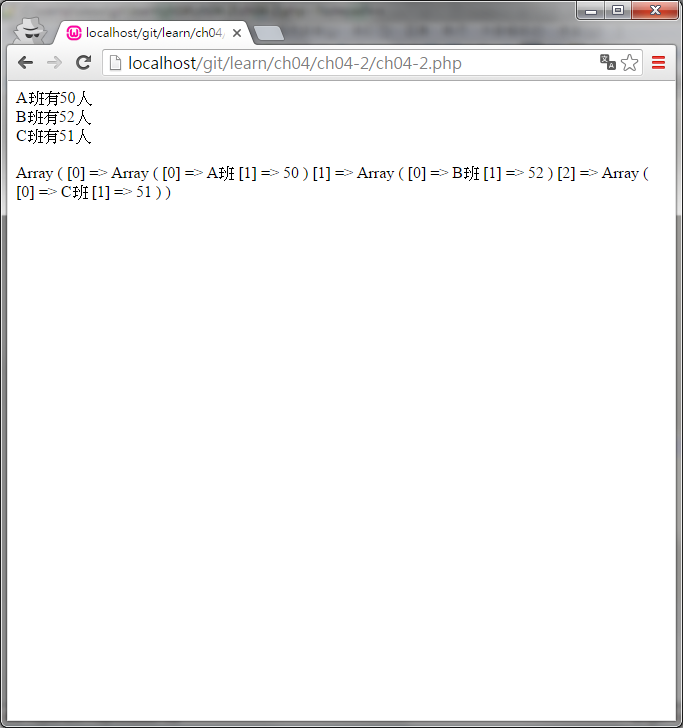 localhost/git/learn/ch04/
localhost/git/learn/ch04/ch04-2/ch04-2.php
A班有50人
B班有52人
C班有51人
Array ( [0] => Array ( [0] => A班 [1] => 50 ) [1] => Array ( [0] => B班 [1] => 52 ) [2] => Array (
[0] => C班 [1] => 51 ) )